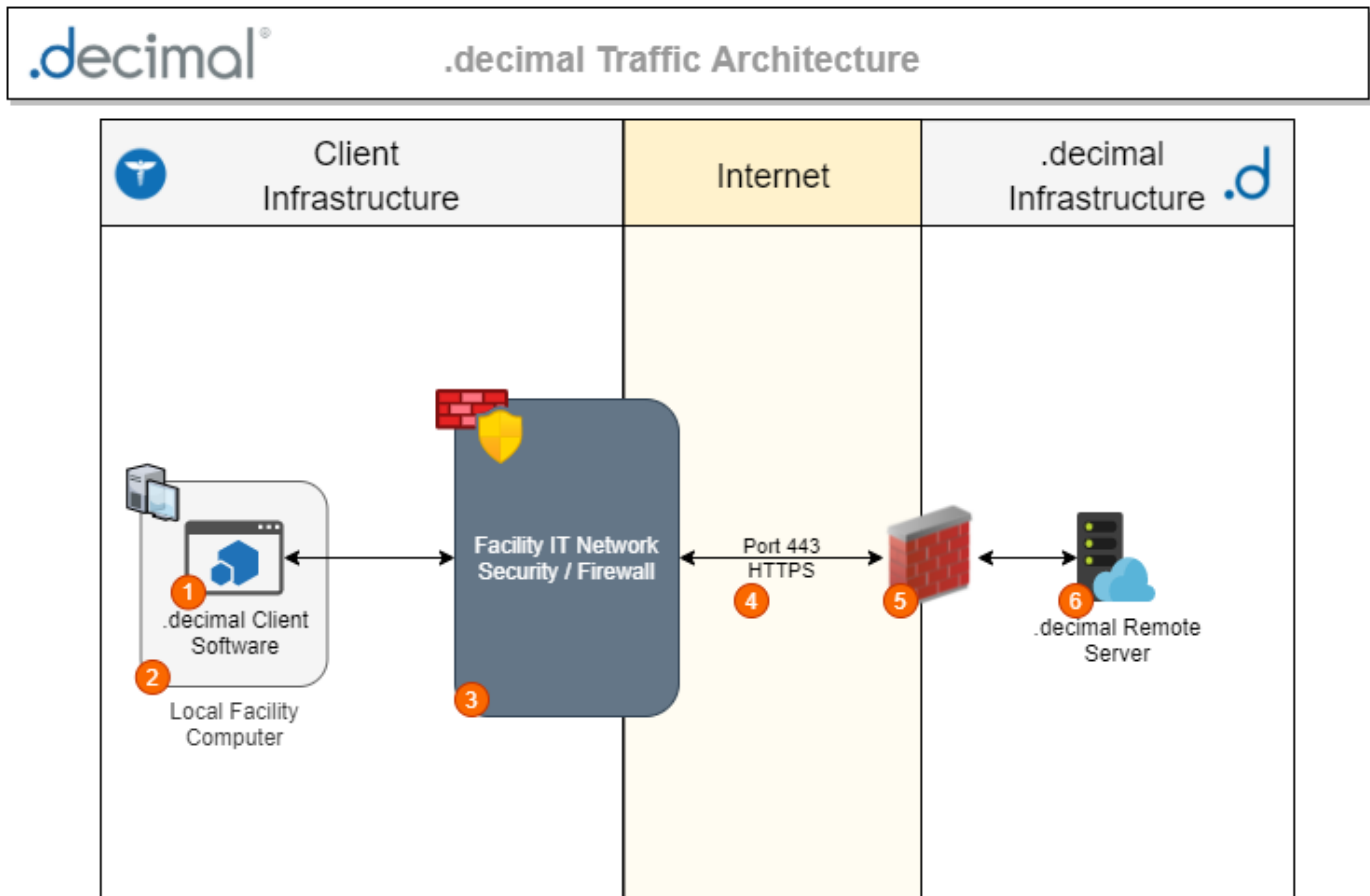 .decimal®
.decimal Traffic Architecture
Client
Infrastructure
Internet
.decimal
Infrastructure
.d
Facility IT Network
Security / Firewall
Port 443
HTTPS
1
4
5
6
.decimal Client
Software
.decimal Remote
Server
2
3
Local Facility
Computer